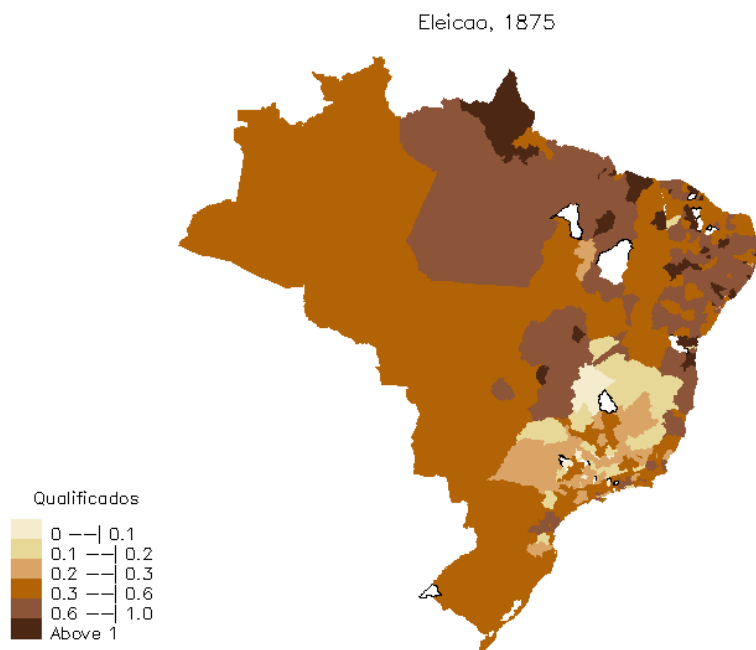 Eleicao, 1875
Qualificados
0 ——| 0.1
0.1 ——| 0.2
0.2 ——| 0.3
0.3 ——| 0.6
0.6 ——| 1.0
Above 1